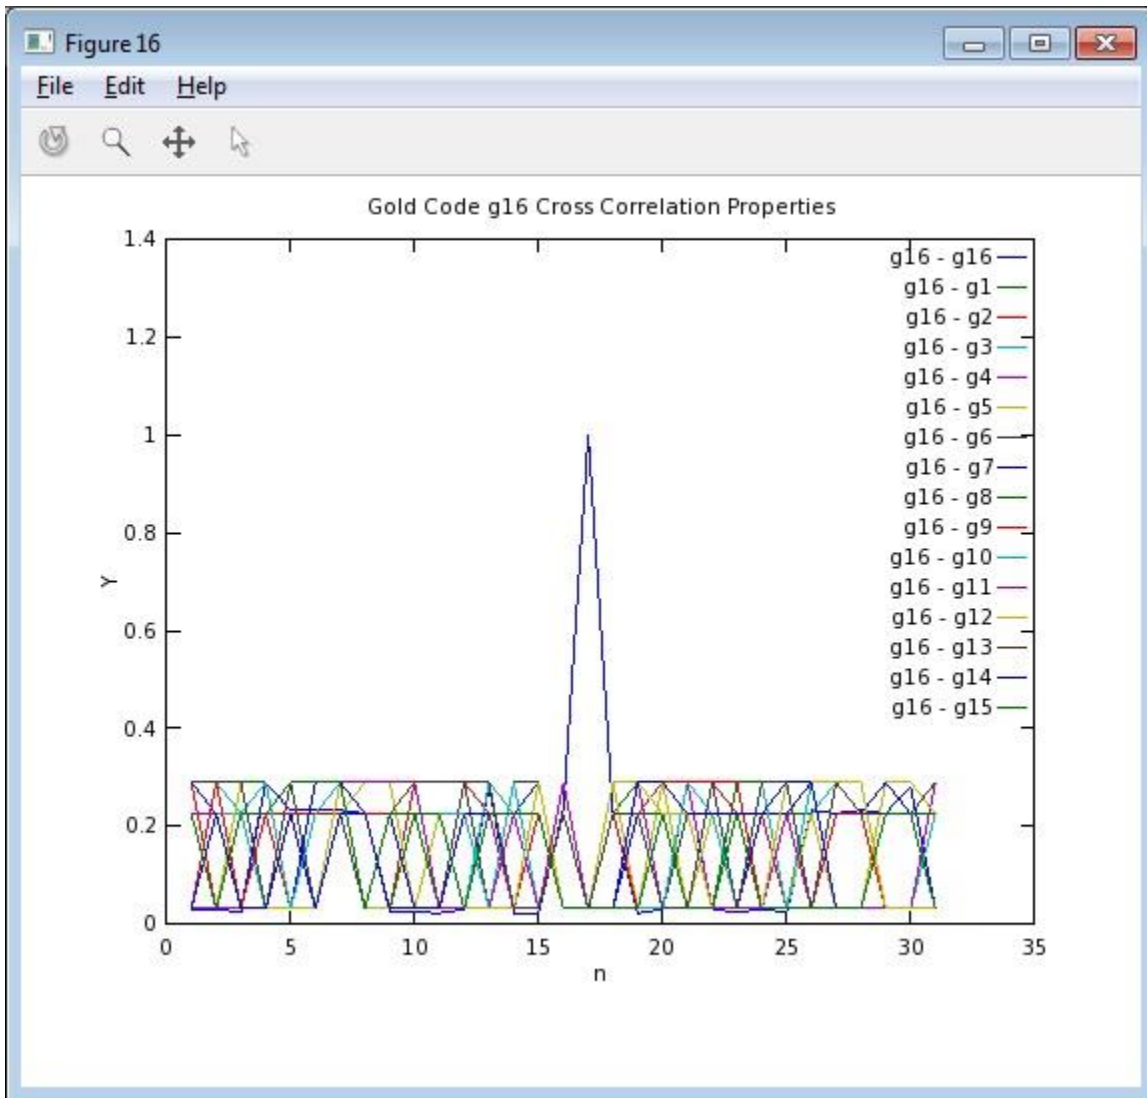 Figure 16
File Edit Help
Gold Code g16 Cross Correlation Properties
1.4
1.2
1
0.8
0.6
0.4
0.2
0
Y
g16 - g16
g16 - g1
g16 - g2
g16 - g3
g16 - g4
g16 - g5
g16 - g6
g16 - g7
g16 - g8
g16 - g9
g16 - g10
g16 - g11
g16 - g12
g16 - g13
g16 - g14
g16 - g15
0 5 10 15 20 25 30 35
n